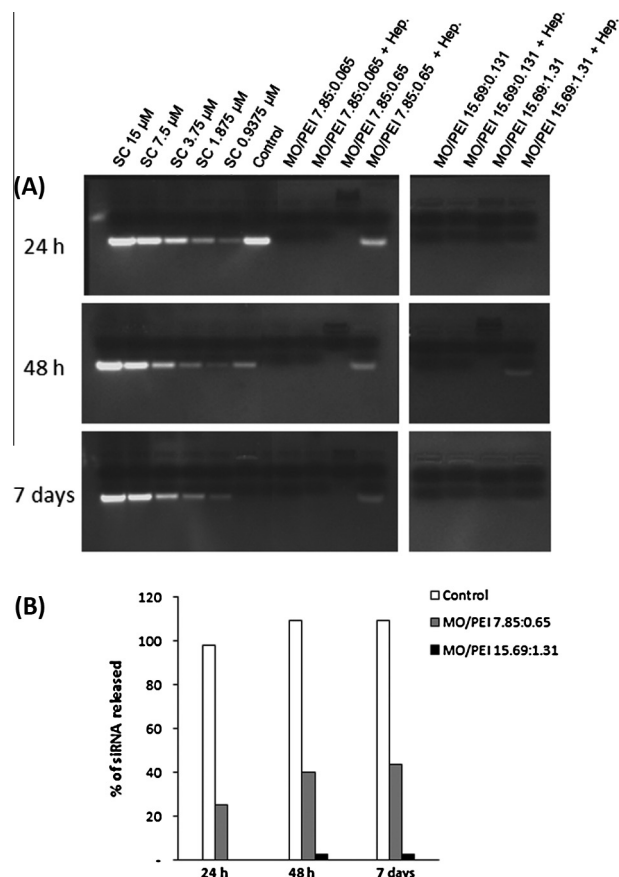 SC 15 µM
SC 7.5 µM
SC 3.75 µM
SC 1.875 µM
SC 0.9375 µM
Control
MO/PEI 7.85:0.065
MO/PEI 7.85:0.065 + Hep.
MO/PEI 7.85:0.65
MO/PEI 7.85:0.65 + Hep.
MO/PEI 15.69:0.131
MO/PEI 15.69:0.131 + Hep.
MO/PEI 15.69:1.31
MO/PEI 15.69:1.31 + Hep.
(A)
24 h
48 h
7 days
(B)
120
100
80
60
40
20
-
% of siRNA released
Control
MO/PEI 7.85:0.65
MO/PEI 15.69:1.31
24 h
48 h
7 days